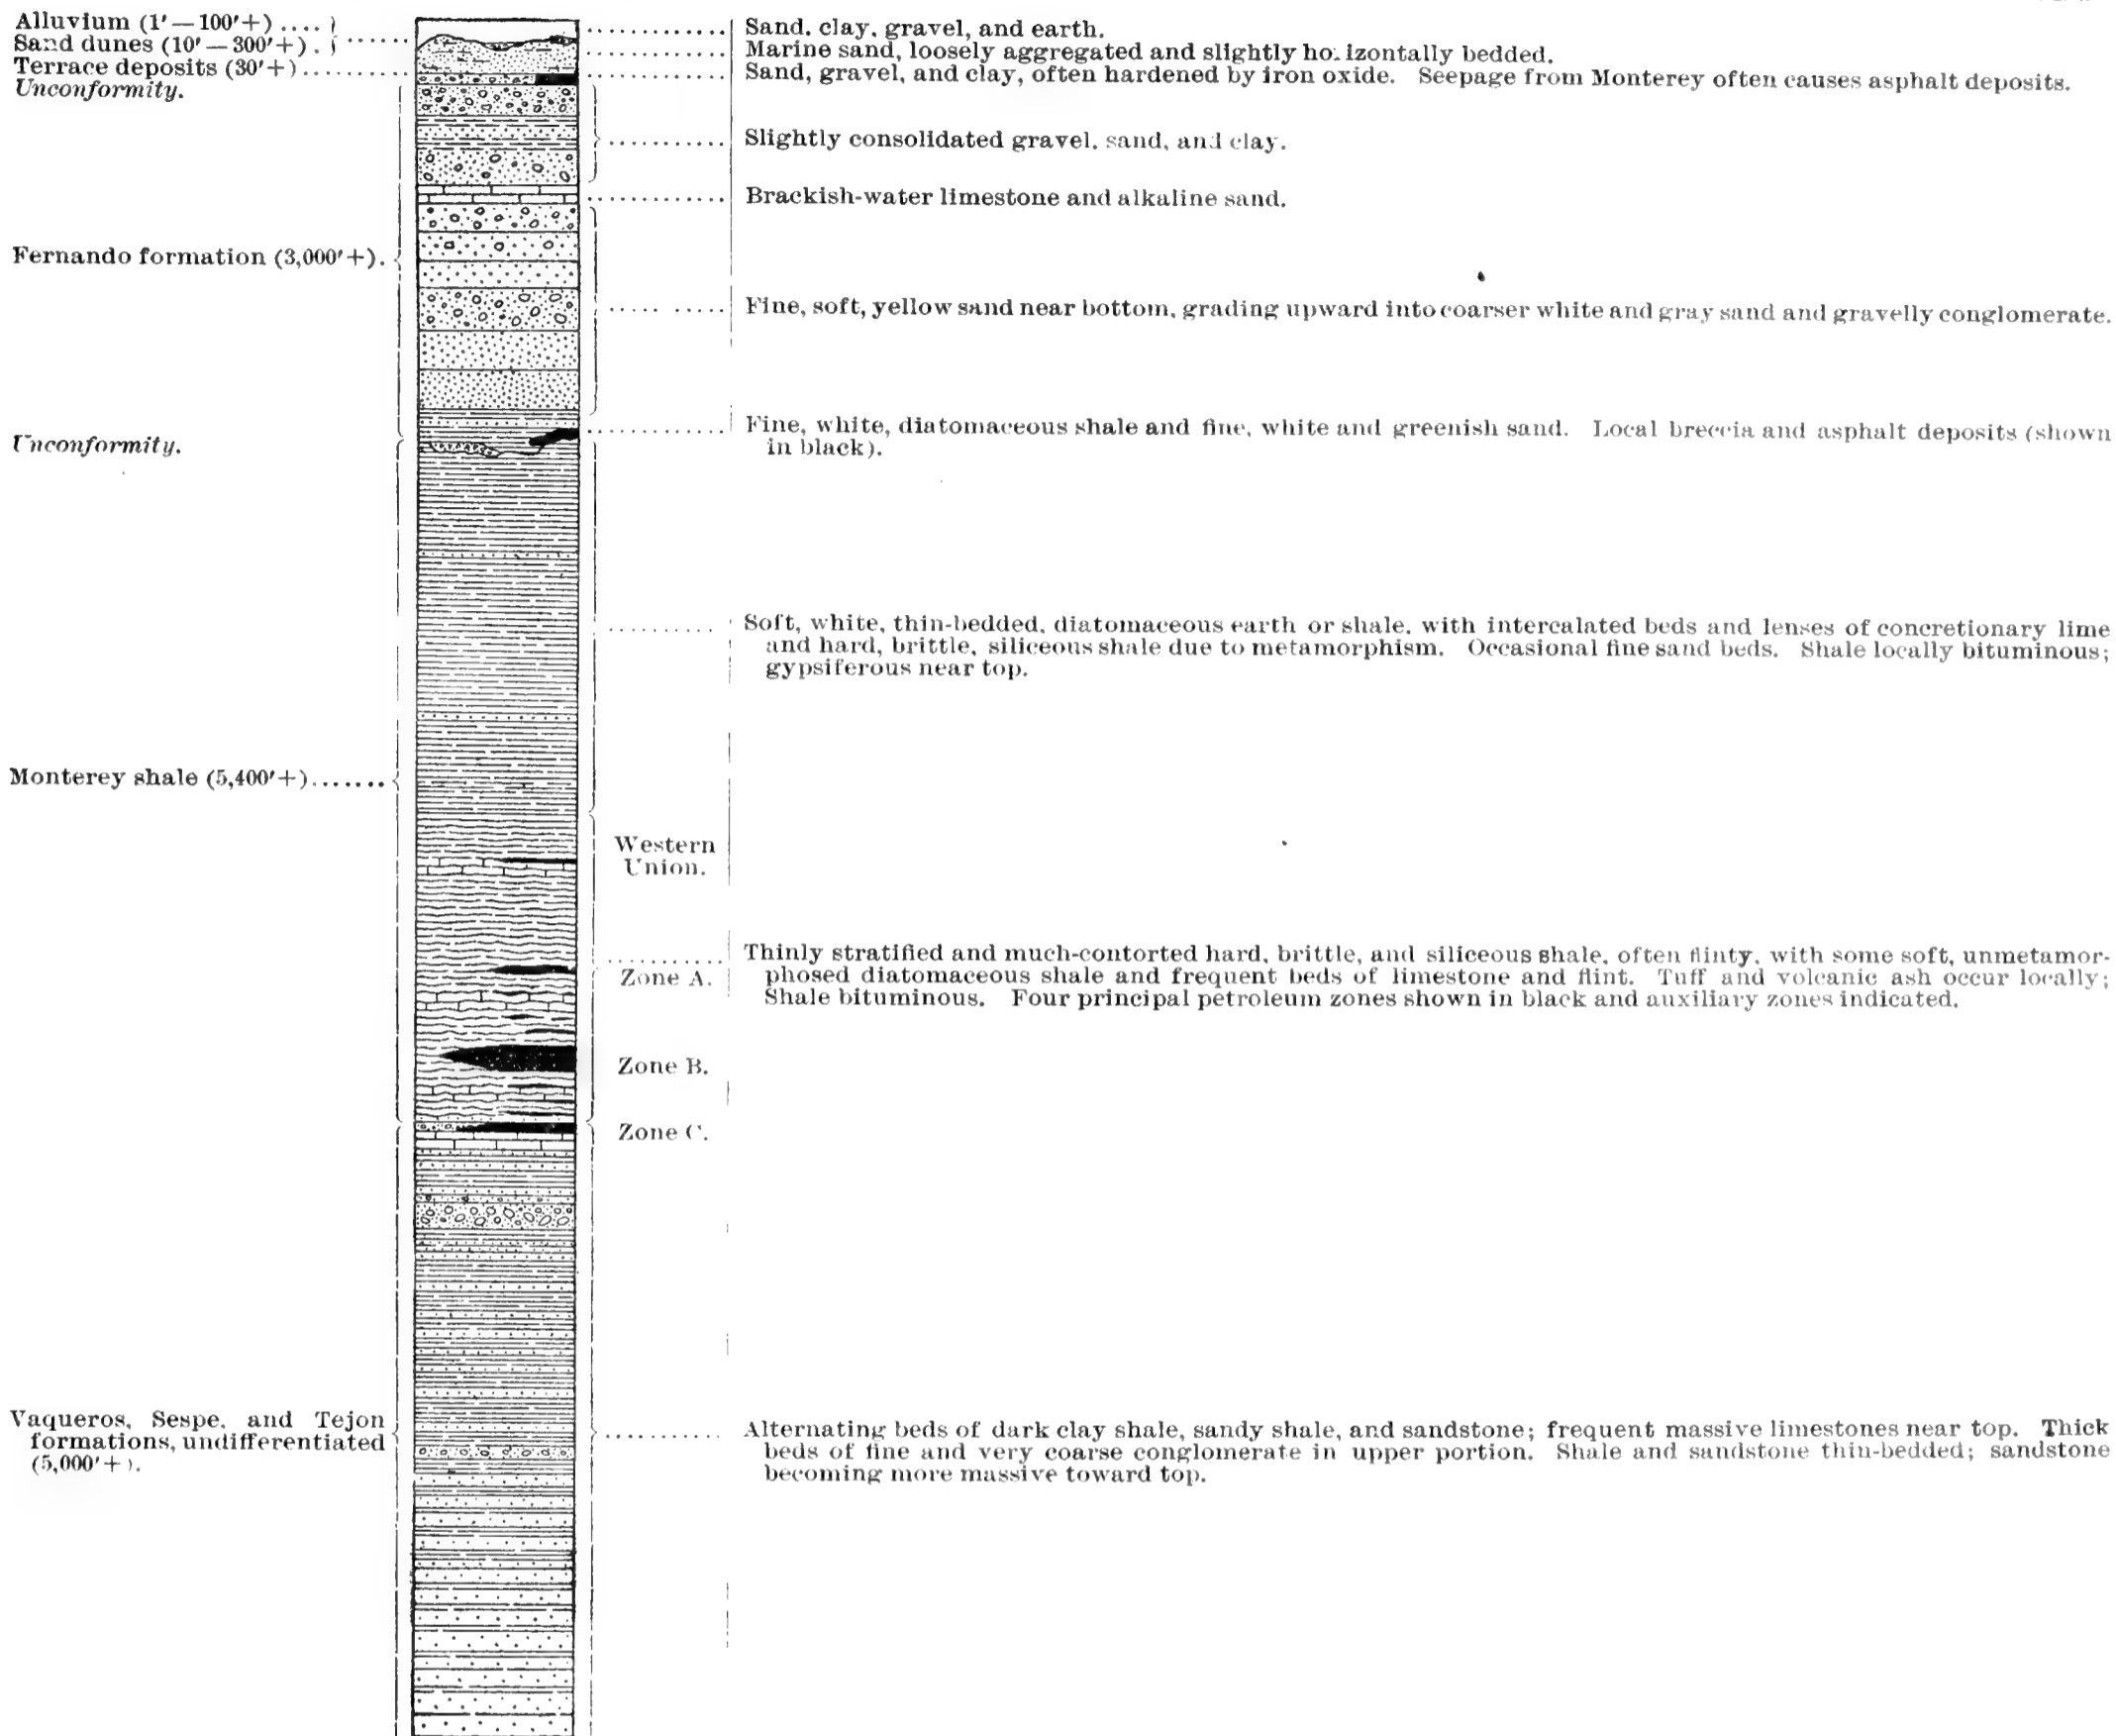 Alluvium (1'—100'+) ....
Sand dunes (10'—300'+) .
Terrace deposits (30'+)..........
Unconformity.
Sand, clay, gravel, and earth.
Marine sand, loosely aggregated and slightly ho. izontally bedded.
Sand, gravel, and clay, often hardened by iron oxide. Seepage from Monterey often causes asphalt deposits.
Slightly consolidated gravel, sand, and clay.
Brackish-water limestone and alkaline sand.
Fernando formation (3,000'+).
Fine, soft, yellow sand near bottom, grading upward into coarser white and gray sand and gravelly conglomerate.
Unconformity.
Fine, white, diatomaceous shale and fine, white and greenish sand. Local breccia and asphalt deposits (shown
in black).
Soft, white, thin-bedded, diatomaceous earth or shale, with intercalated beds and lenses of concretionary lime
and hard, brittle, siliceous shale due to metamorphism. Occasional fine sand beds. Shale locally bituminous;
gypsiferous near top.
Monterey shale (5,400'+).......
Western
Union.
Zone A.
Thinly stratified and much-contorted hard, brittle, and siliceous shale, often flinty, with some soft, unmetamor-
phosed diatomaceous shale and frequent beds of limestone and flint. Tuff and volcanic ash occur locally;
Shale bituminous. Four principal petroleum zones shown in black and auxiliary zones indicated.
Zone B.
Zone C.
Vaqueros, Sespe, and Tejon
formations, undifferentiated
(5,000'+).
Alternating beds of dark clay shale, sandy shale, and sandstone; frequent massive limestones near top. Thick
beds of fine and very coarse conglomerate in upper portion. Shale and sandstone thin-bedded; sandstone
becoming more massive toward top.